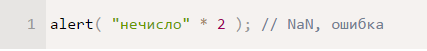 1 alert( "нечисло" * 2 ); // NaN, ошибка